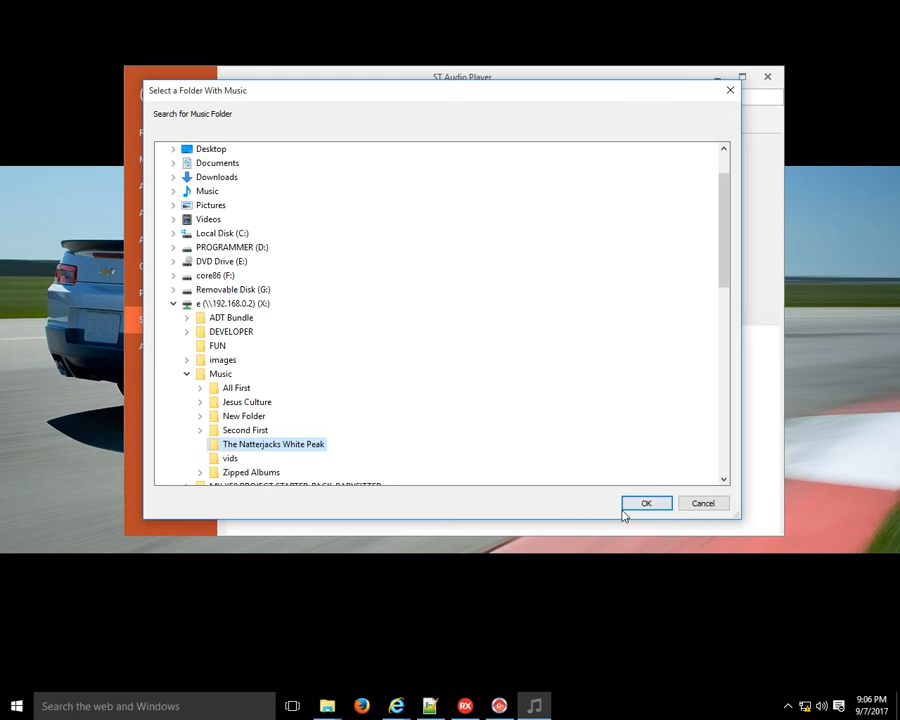 ST Audio Player
Select a Folder With Music
Search for Music Folder
Desktop
Documents
Downloads
Music
Pictures
Videos
Local Disk (C:)
PROGRAMMER (D:)
DVD Drive (E:)
core86 (F:)
Removable Disk (G:)
e (\\192.168.0.2) (X:)
ADT Bundle
DEVELOPER
FUN
images
Music
All First
Jesus Culture
New Folder
Second First
The Natterjacks White Peak
vids
Zipped Albums
OK
Cancel
Search the web and Windows
RX
9:06 PM
9/7/2017